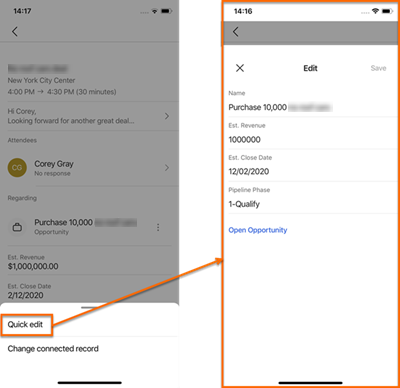 14:17
New York City Center
4:00 PM → 4:30 PM (30 minutes)
Hi Corey,
Looking forward for another great deal...
Attendees
CG
Corey Gray
No response
Regarding
Purchase 10,000
Opportunity
Est. Revenue
$1,000,000.00
Est. Close Date
2/12/2020
Quick edit
Change connected record
14:16
Edit
Save
Name
Purchase 10,000
Est. Revenue
1000000
Est. Close Date
12/02/2020
Pipeline Phase
1-Qualify
Open Opportunity